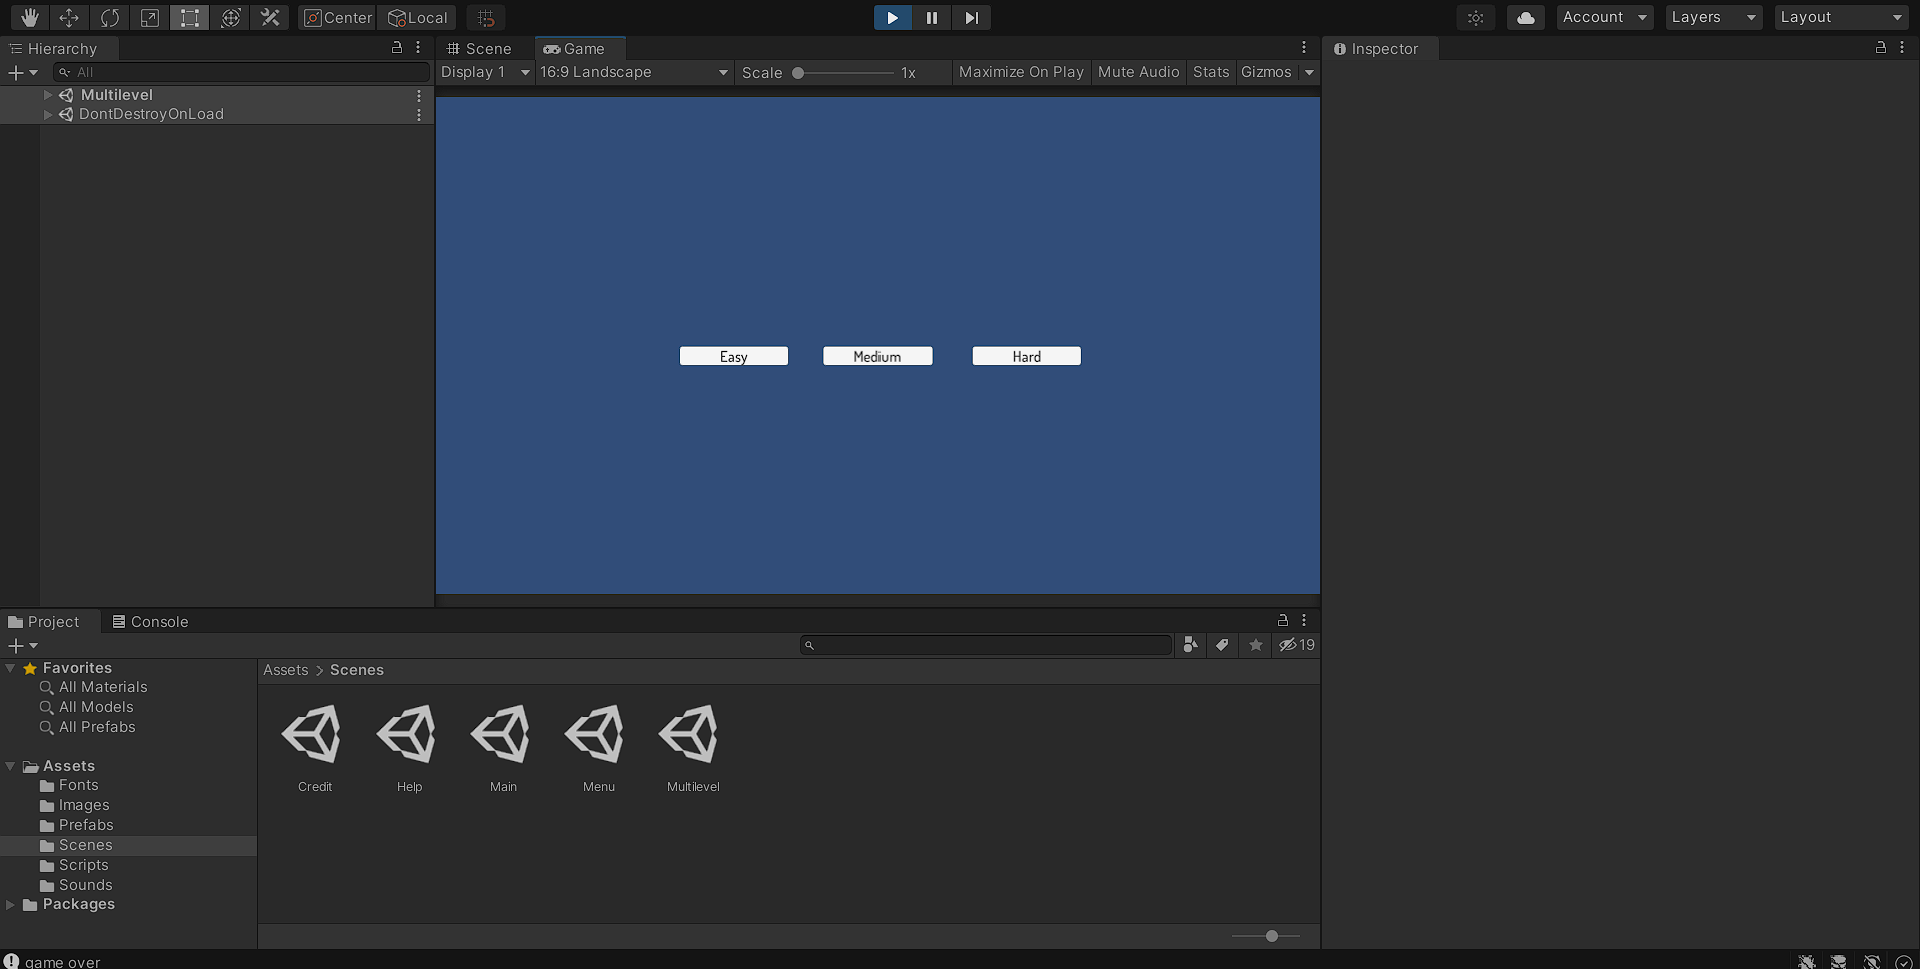 Center Local Account Layers Layout
Hierarchy Scene Game Inspector
All Display 1 16:9 Landscape Scale 1x Maximize On Play Mute Audio Stats Gizmos
Multilevel
DontDestroyOnLoad
Easy Medium Hard
Project Console
19
Favorites
All Materials
All Models
All Prefabs
Assets
Fonts
Images
Prefabs
Scenes
Scripts
Sounds
Packages
Assets > Scenes
Credit Help Main Menu Multilevel
game over